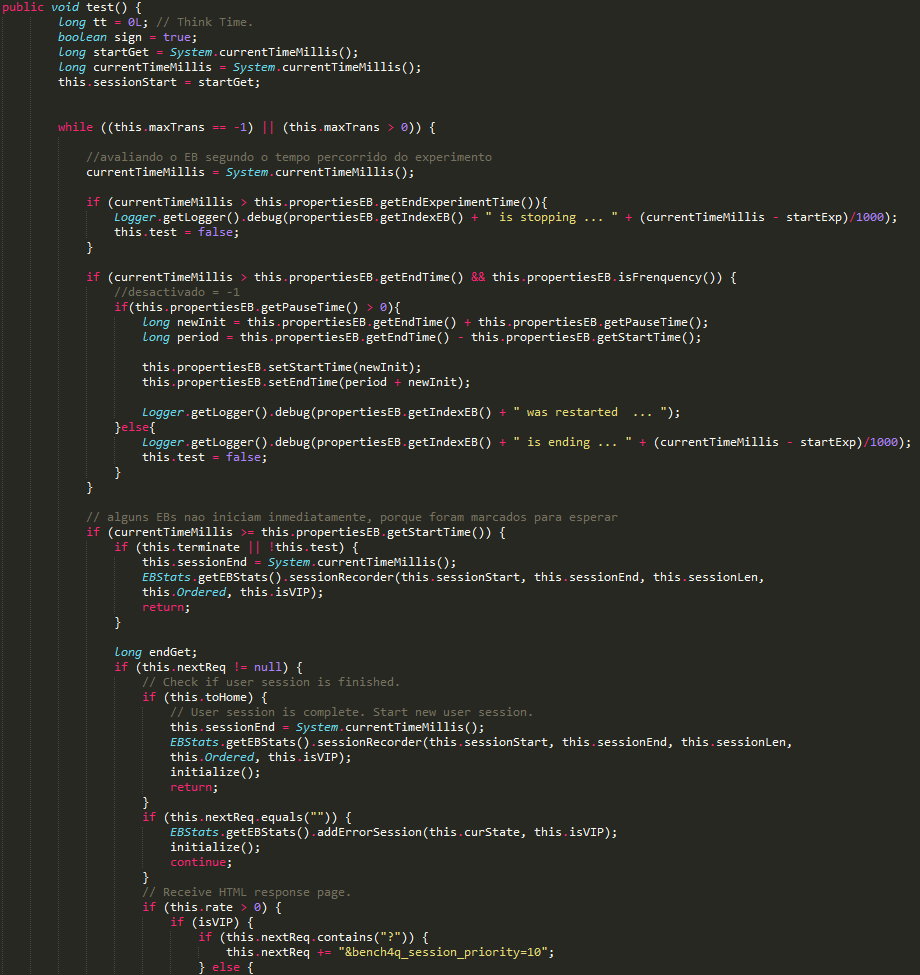 public void test() {
long tt = 0L; // Think Time.
boolean sign = true;
long startGet = System.currentTimeMillis();
long currentTimeMillis = System.currentTimeMillis();
this.sessionStart = startGet;
while ((this.maxTrans == -1) || (this.maxTrans > 0)) {
//avaliando o EB segundo o tempo percorrido do experimento
currentTimeMillis = System.currentTimeMillis();
if (currentTimeMillis > this.propertiesEB.getEndExperimentTime()){
Logger.getLogger().debug(propertiesEB.getIndexEB() + " is stopping ... " + (currentTimeMillis - startExp)/1000);
this.test = false;
}
if (currentTimeMillis > this.propertiesEB.getEndTime() && this.propertiesEB.isFrenquency()) {
//desactivado = -1
if(this.propertiesEB.getPauseTime() > 0){
long newInit = this.propertiesEB.getEndTime() + this.propertiesEB.getPauseTime();
long period = this.propertiesEB.getEndTime() - this.propertiesEB.getStartTime();
this.propertiesEB.setStartTime(newInit);
this.propertiesEB.setEndTime(period + newInit);
Logger.getLogger().debug(propertiesEB.getIndexEB() + " was restarted  ... ");
}else{
Logger.getLogger().debug(propertiesEB.getIndexEB() + " is ending ... " + (currentTimeMillis - startExp)/1000);
this.test = false;
}
}
// alguns EBs nao iniciam inmediatamente, porque foram marcados para esperar
if (currentTimeMillis >= this.propertiesEB.getStartTime()) {
if (this.terminate || !this.test) {
this.sessionEnd = System.currentTimeMillis();
EBStats.getEBStats().sessionRecorder(this.sessionStart, this.sessionEnd, this.sessionLen,
this.Ordered, this.isVIP);
return;
}
long endGet;
if (this.nextReq != null) {
// Check if user session is finished.
if (this.toHome) {
// User session is complete. Start new user session.
this.sessionEnd = System.currentTimeMillis();
EBStats.getEBStats().sessionRecorder(this.sessionStart, this.sessionEnd, this.sessionLen,
this.Ordered, this.isVIP);
initialize();
return;
}
if (this.nextReq.equals("")) {
EBStats.getEBStats().addErrorSession(this.curState, this.isVIP);
initialize();
continue;
}
// Receive HTML response page.
if (this.rate > 0) {
if (isVIP) {
if (this.nextReq.contains("?")) {
this.nextReq += "&bench4q_session_priority=10";
} else {